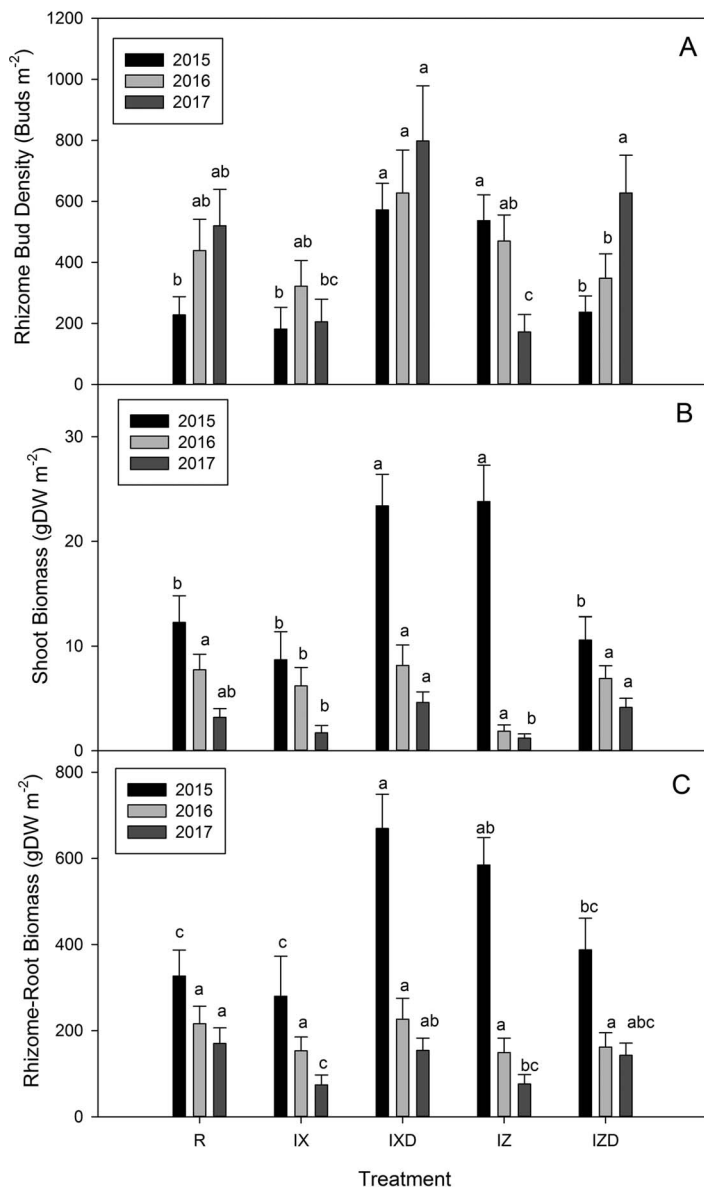 A
Rhizome Bud Density (Buds m⁻²)
1200
1000
800
600
400
200
0
2015
2016
2017
b
ab
ab
b
ab
bc
a
a
a
a
ab
c
b
b
a
B
Shoot Biomass (gDW m⁻²)
30
20
10
0
2015
2016
2017
b
a
ab
b
b
b
a
a
a
a
a
b
b
a
a
C
Rhizome-Root Biomass (gDW m⁻²)
800
600
400
200
0
2015
2016
2017
c
a
a
c
a
c
a
a
ab
ab
a
bc
bc
a
abc
R
IX
IXD
IZ
IZD
Treatment